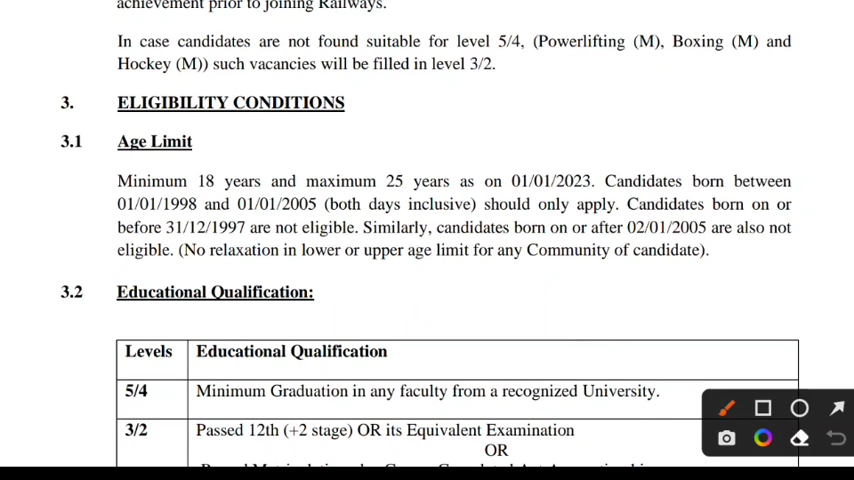 achievement prior to joining Railways.
In case candidates are not found suitable for level 5/4, (Powerlifting (M), Boxing (M) and
Hockey (M)) such vacancies will be filled in level 3/2.
3. ELIGIBILITY CONDITIONS
3.1 Age Limit
Minimum 18 years and maximum 25 years as on 01/01/2023. Candidates born between
01/01/1998 and 01/01/2005 (both days inclusive) should only apply. Candidates born on or
before 31/12/1997 are not eligible. Similarly, candidates born on or after 02/01/2005 are also not
eligible. (No relaxation in lower or upper age limit for any Community of candidate).
3.2 Educational Qualification:
Levels Educational Qualification
5/4 Minimum Graduation in any faculty from a recognized University.
3/2 Passed 12th (+2 stage) OR its Equivalent Examination
OR